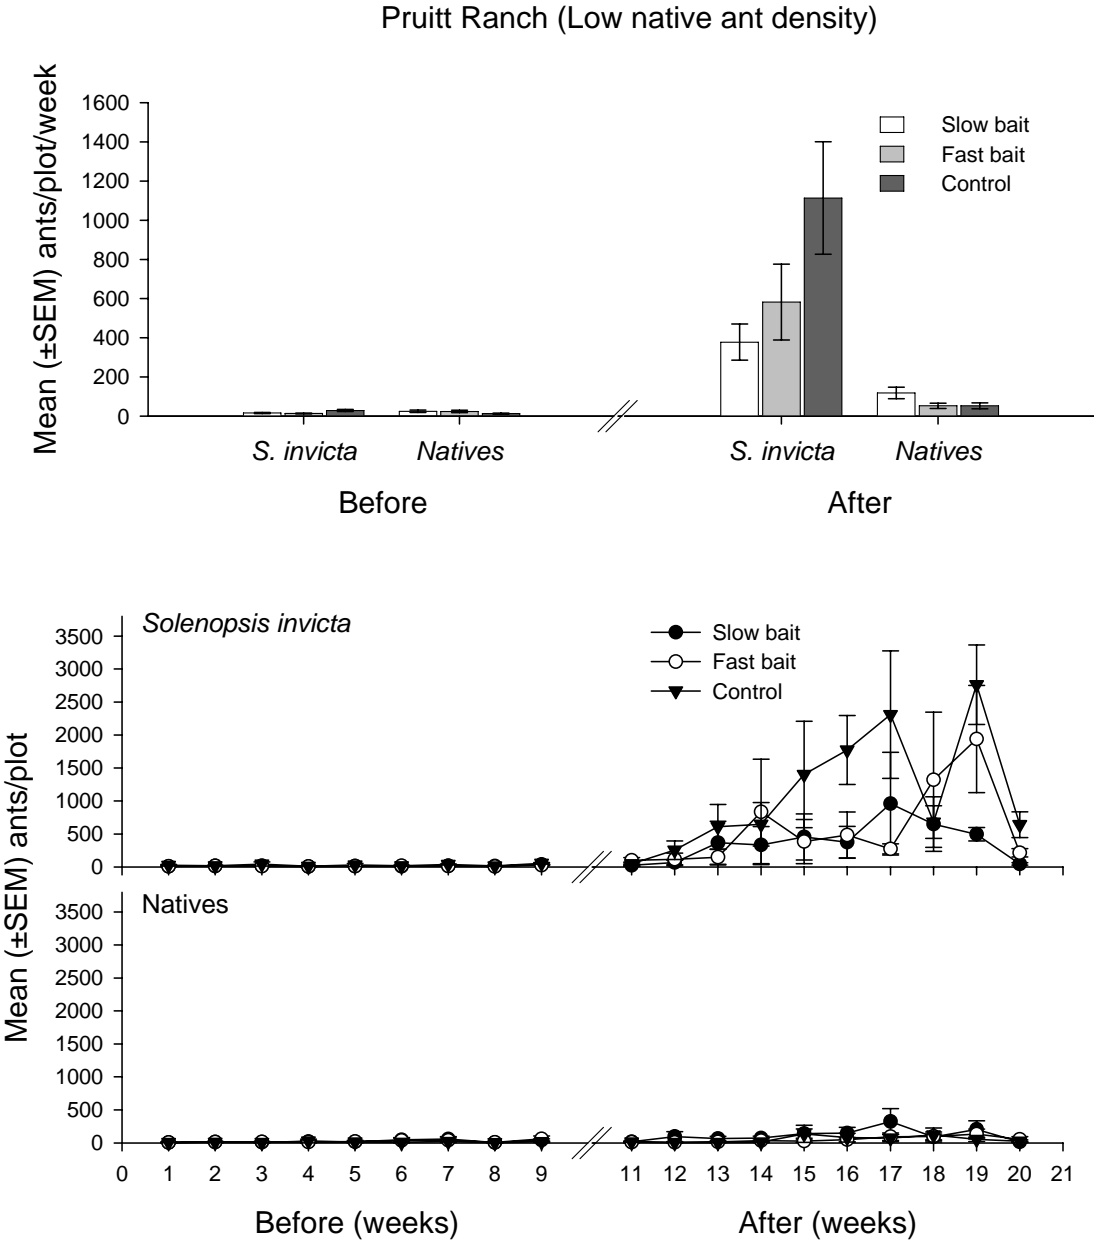 Pruitt Ranch (Low native ant density)
Mean (±SEM) ants/plot/week
1600
1400
1200
1000
800
600
400
200
0
Slow bait
Fast bait
Control
S. invicta Natives S. invicta Natives
Before After
Mean (±SEM) ants/plot
Solenopsis invicta
3500
3000
2500
2000
1500
1000
500
0
Slow bait
Fast bait
Control
Natives
3500
3000
2500
2000
1500
1000
500
0
0 1 2 3 4 5 6 7 8 9 11 12 13 14 15 16 17 18 19 20 21
Before (weeks) After (weeks)